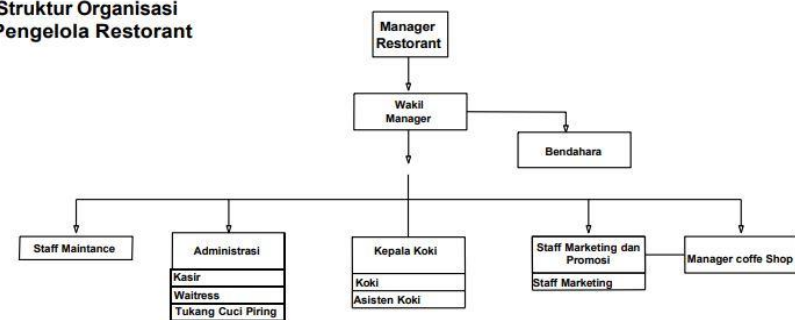 Struktur Organisasi
Pengelola Restorant
Manager
Restorant
Wakil
Manager
Bendahara
Staff Maintance
Administrasi
Kasir
Waitress
Tukang Cuci Piring
Kepala Koki
Koki
Asisten Koki
Staff Marketing dan
Promosi
Staff Marketing
Manager coffe Shop